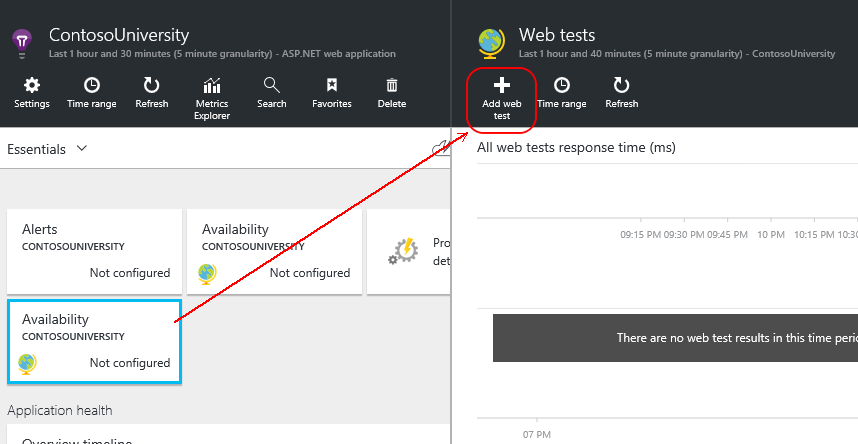 ContosoUniversity
Last 1 hour and 30 minutes (5 minute granularity) - ASP.NET web application
Settings
Time range
Refresh
Metrics
Explorer
Search
Favorites
Delete
Essentials
Alerts
CONTOSOUNIVERSITY
Not configured
Availability
CONTOSOUNIVERSITY
Not configured
Pro
det
Availability
CONTOSOUNIVERSITY
Not configured
Application health
Overview timeline
Web tests
Last 1 hour and 40 minutes (5 minute granularity) - ContosoUniversity
Add web
test
Time range
Refresh
All web tests response time (ms)
09:15 PM 09:30 PM 09:45 PM 10 PM 10:15 PM 10:30
There are no web test results in this time perio
07 PM